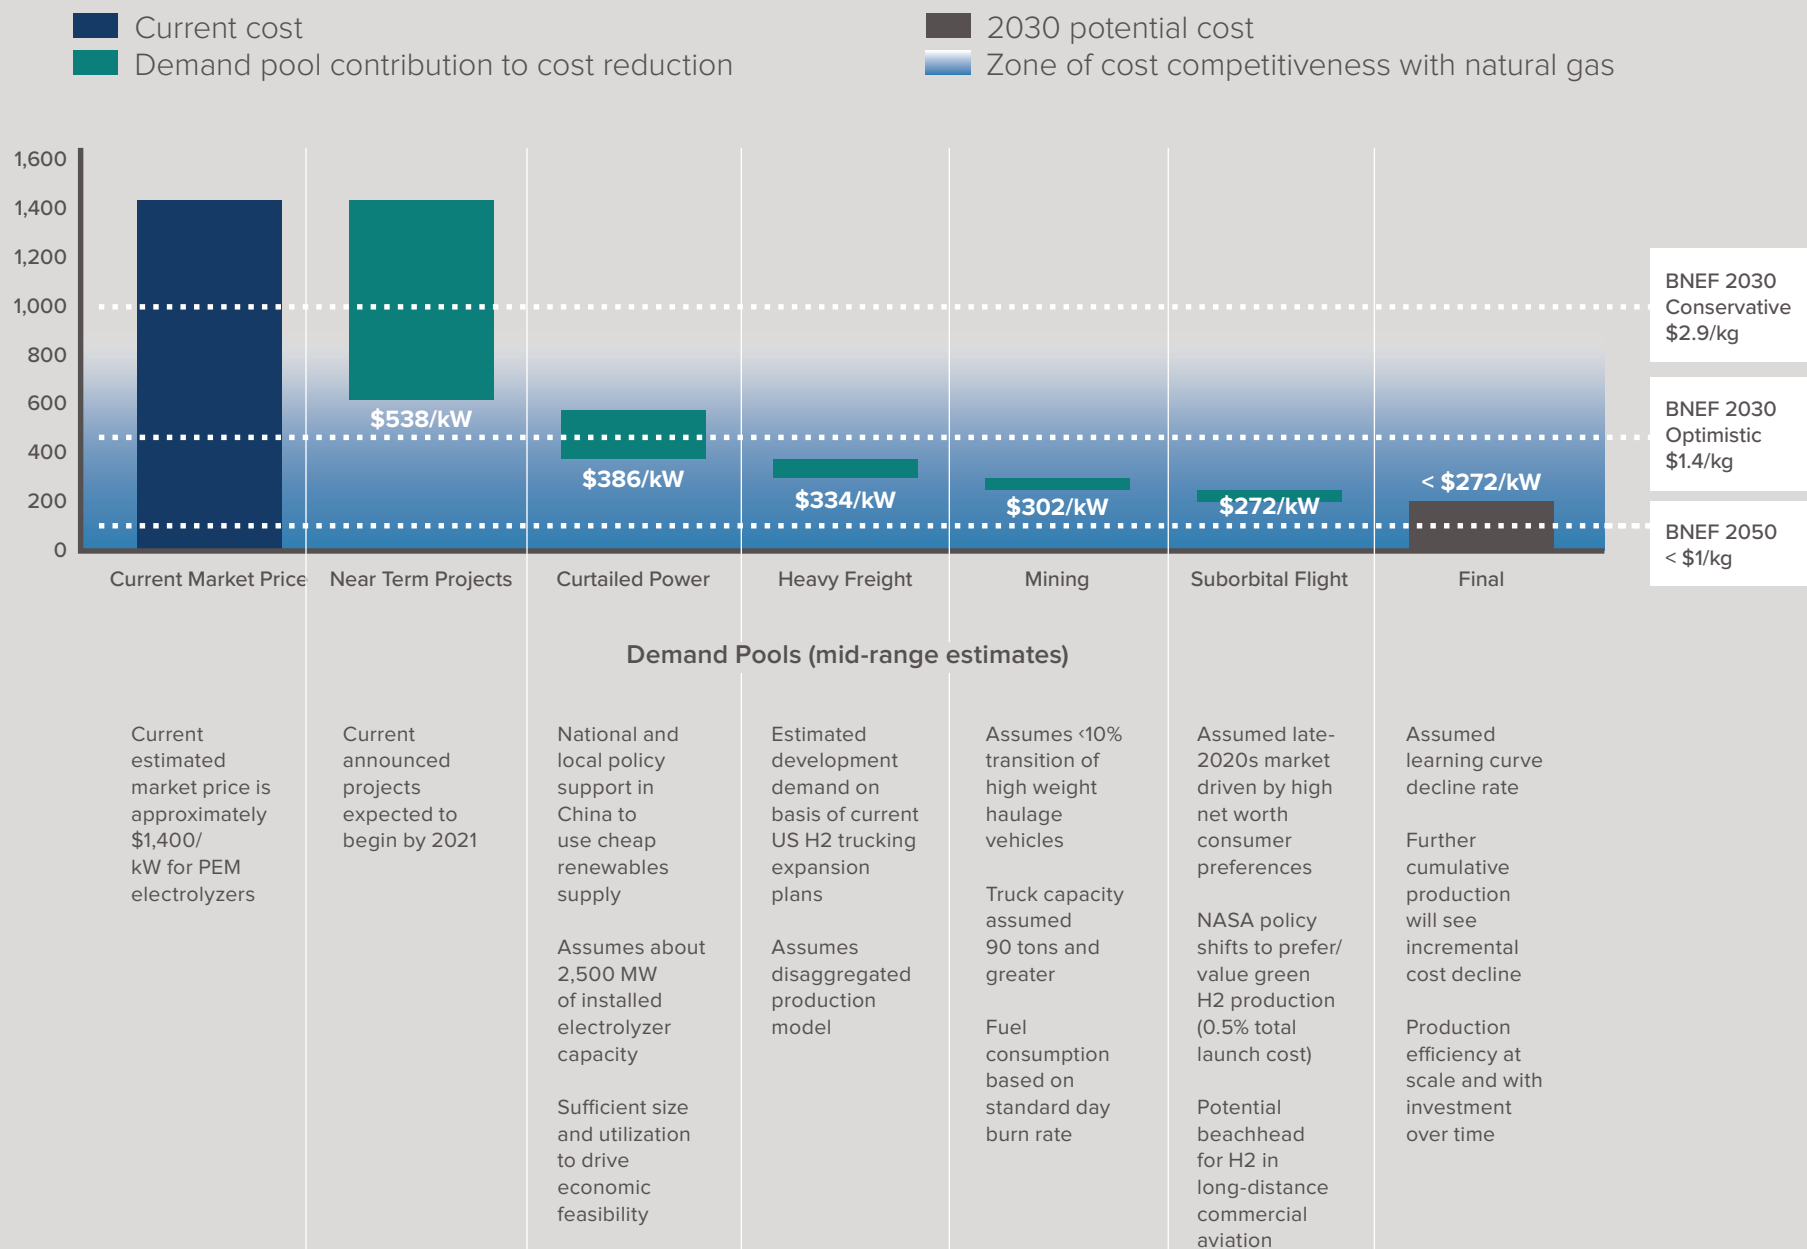 Current cost
Demand pool contribution to cost reduction
2030 potential cost
Zone of cost competitiveness with natural gas
1,600
1,400
1,200
1,000
800
600
400
200
0
$538/kW
$386/kW
$334/kW
$302/kW
$272/kW
< $272/kW
BNEF 2030
Conservative
$2.9/kg
BNEF 2030
Optimistic
$1.4/kg
BNEF 2050
< $1/kg
Current Market Price
Near Term Projects
Curtailed Power
Heavy Freight
Mining
Suborbital Flight
Final
Demand Pools (mid-range estimates)
Current
estimated
market price is
approximately
$1,400/
kW for PEM
electrolyzers
Current
announced
projects
expected to
begin by 2021
National and
local policy
support in
China to
use cheap
renewables
supply
Assumes about
2,500 MW
of installed
electrolyzer
capacity
Sufficient size
and utilization
to drive
economic
feasibility
Estimated
development
demand on
basis of current
US H2 trucking
expansion
plans
Assumes
disaggregated
production
model
Assumes <10%
transition of
high weight
haulage
vehicles
Truck capacity
assumed
90 tons and
greater
Fuel
consumption
based on
standard day
burn rate
Assumed late-
2020s market
driven by high
net worth
consumer
preferences
NASA policy
shifts to prefer/
value green
H2 production
(0.5% total
launch cost)
Potential
beachhead
for H2 in
long-distance
commercial
aviation
Assumed
learning curve
decline rate
Further
cumulative
production
will see
incremental
cost decline
Production
efficiency at
scale and with
investment
over time